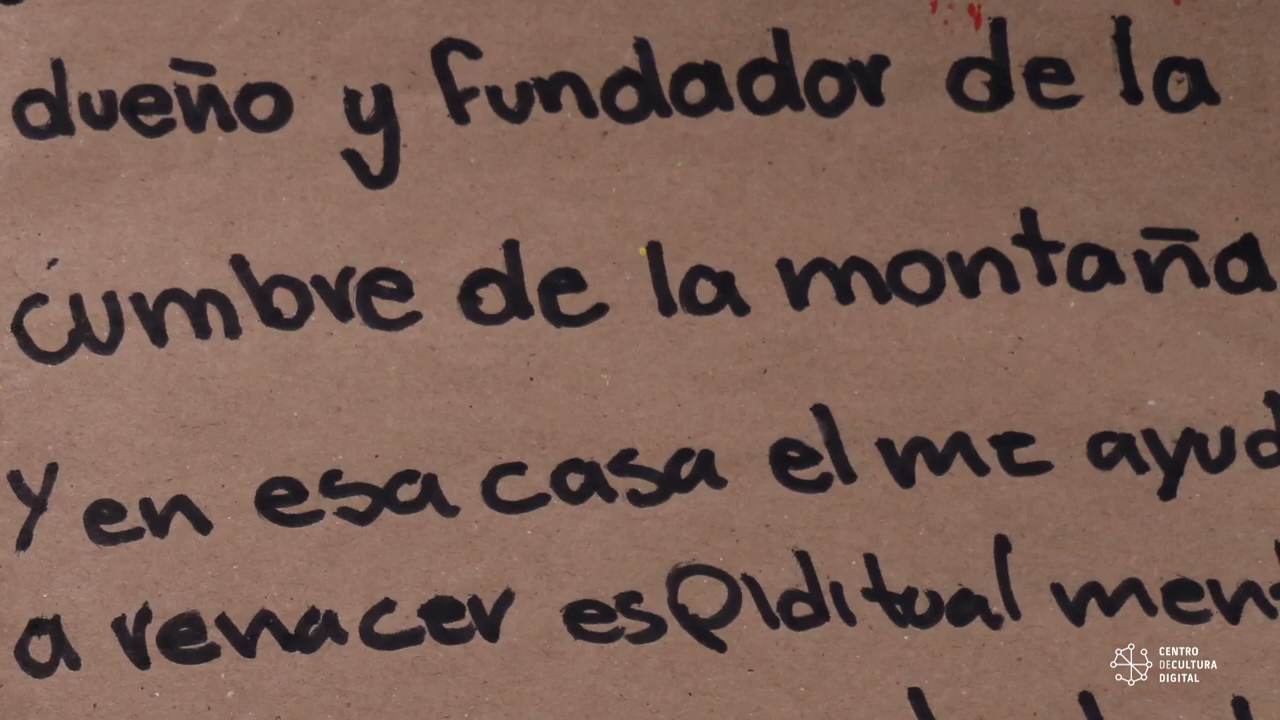 dueño y fundador de la
cumbre de la montaña
y en esa casa el me ayud
a renacer espiditual ment
CENTRO
DECULTURA
DIGITAL